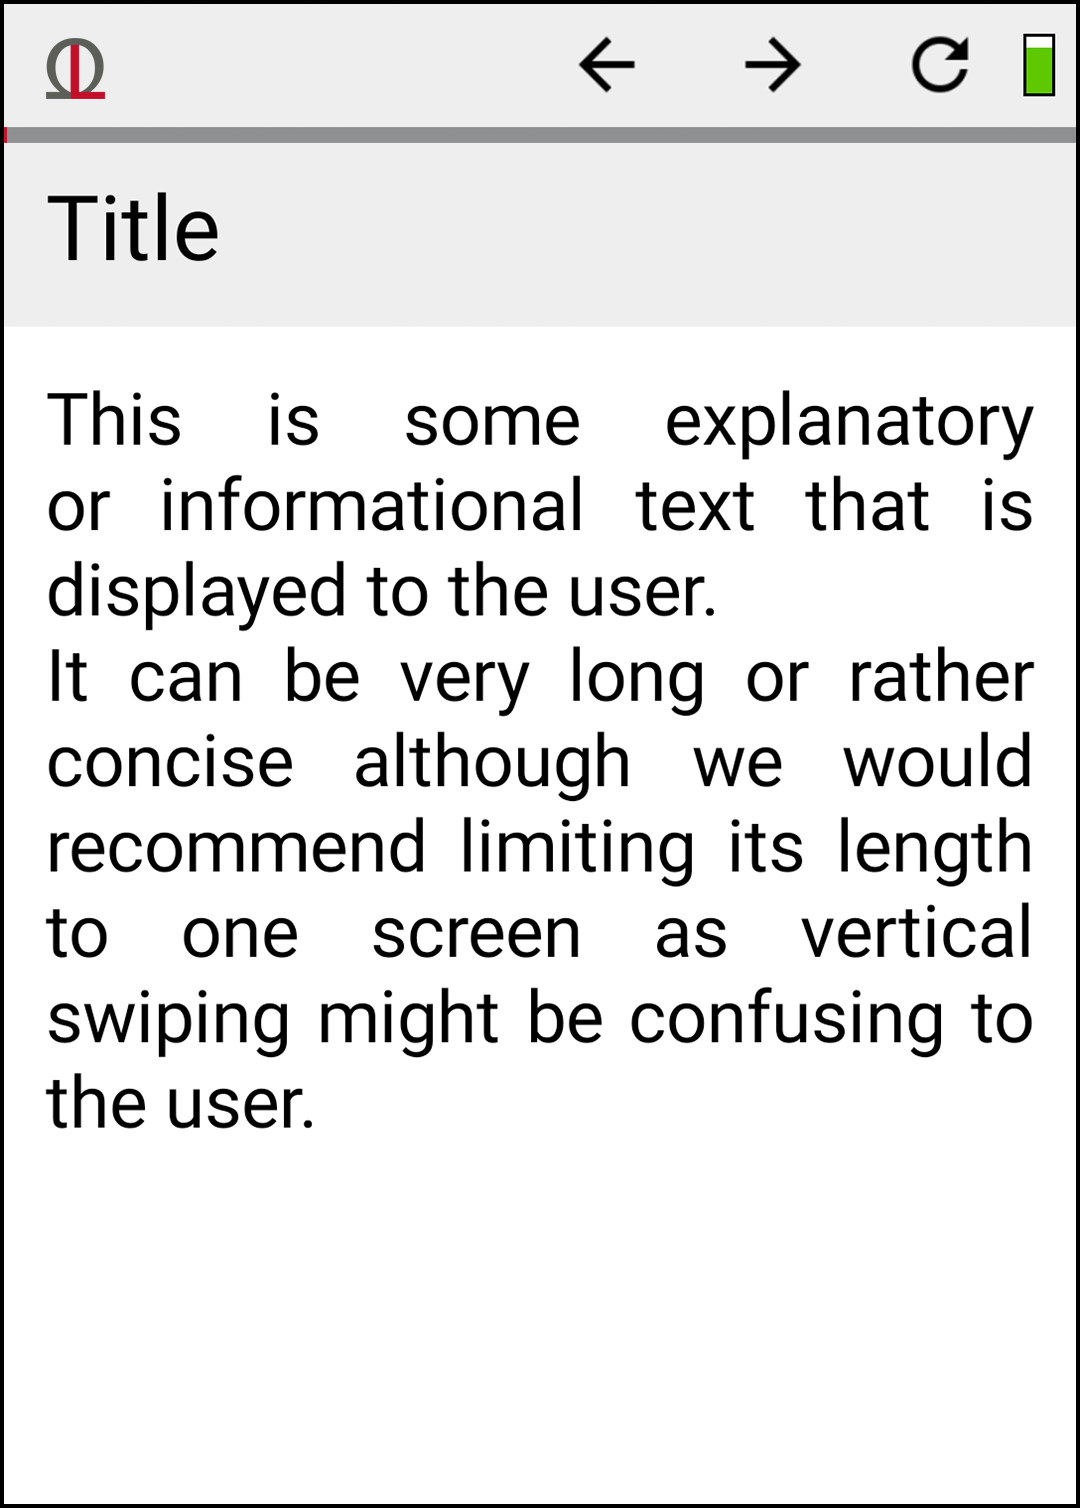 Title
This is some explanatory
or informational text that is
displayed to the user.
It can be very long or rather
concise although we would
recommend limiting its length
to one screen as vertical
swiping might be confusing to
the user.